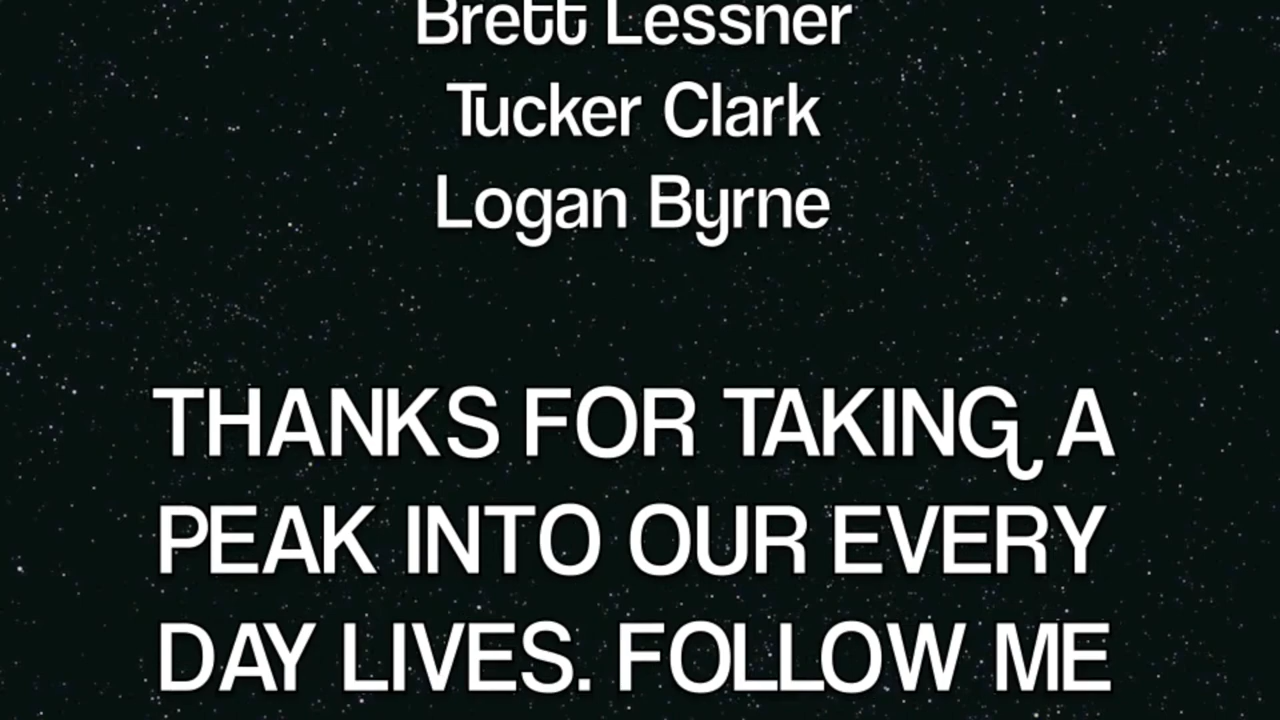 Brett Lessner
Tucker Clark
Logan Byrne
THANKS FOR TAKING A
PEAK INTO OUR EVERY
DAY LIVES. FOLLOW ME